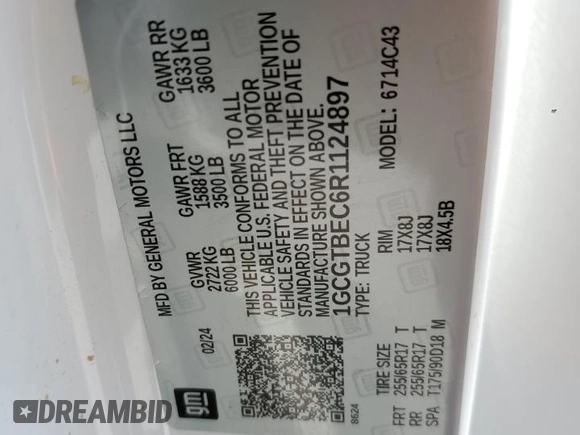 MFD BY GENERAL MOTORS LLC
02/24
GVWR
2722 KG
6000 LB
GAWR FRT
1588 KG
3500 LB
GAWR RR
1633 KG
3600 LB
THIS VEHICLE CONFORMS TO ALL
APPLICABLE U.S. FEDERAL MOTOR
VEHICLE SAFETY AND THEFT PREVENTION
STANDARDS IN EFFECT ON THE DATE OF
MANUFACTURE SHOWN ABOVE.
1GCGTBEC6R1124897
TYPE: TRUCK
MODEL: 6714C43
gm
8624
TIRE SIZE
RIM
FRT 255/65R17 T 17X8J
RR 255/65R17 T 17X8J
SPA T175/90D18 M 18X4.5B
DREAMBID